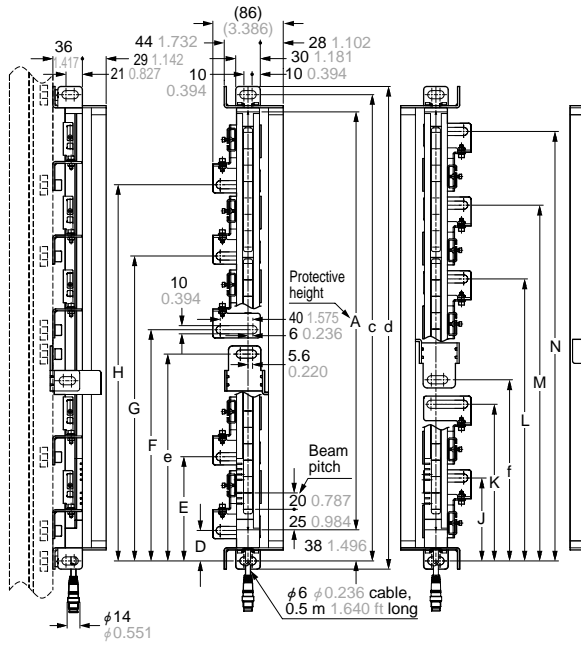 (86)
(3.386)
36
1.417
44 1.732
28 1.102
29 1.142
30 1.181
21 0.827
10
0.394
10
0.394
10
0.394
Protective
height
A
c
d
40 1.575
6 0.236
5.6
0.220
H
G
F
e
E
D
Beam
pitch
20 0.787
25 0.984
38 1.496
N
M
L
f
K
J
ϕ6 ϕ0.236 cable,
0.5 m 1.640 ft long
ϕ14
ϕ0.551